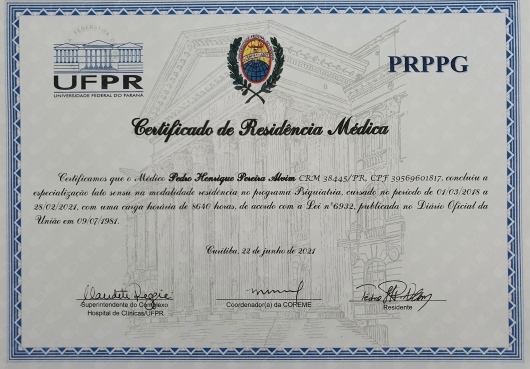 UFPR
UNIVERSIDADE FEDERAL DO PARANÁ
PRPPG
Certificado de Residência Médica
Certificamos que o Médico Pedro Henrique Pereira Alvim CRM 38445/PR, CPF 39569601817, concluiu a
especialização lato sensu na modalidade residência no programa Psiquiatria, cursado no período de 01/03/2018 a
28/02/2021, com uma carga horária de 8640 horas, de acordo com a Lei nº6932, publicada no Diário Oficial da
União em 09/07/1981.
Curitiba, 22 de junho de 2021
Superintendente do Complexo
Hospital de Clínicas/UFPR
Coordenador(a) da COREME
Residente